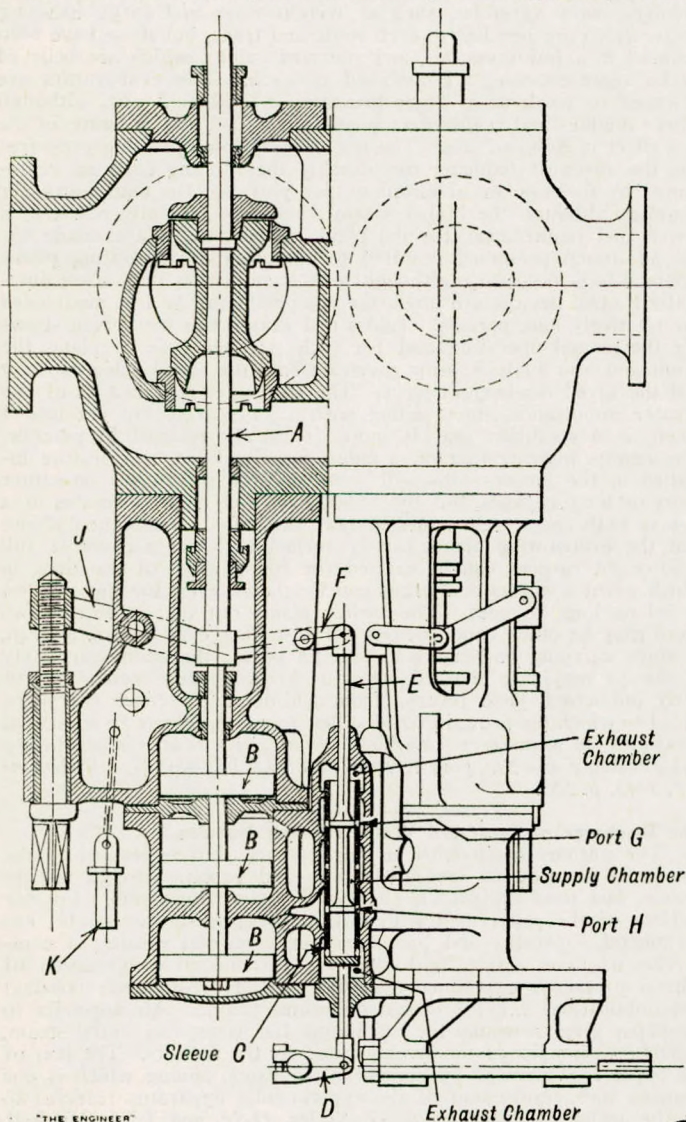 A
J
F
E
B
Exhaust Chamber
B
Port G
Supply Chamber
B
Port H
K
Sleeve C
D
"THE ENGINEER"
Exhaust Chamber